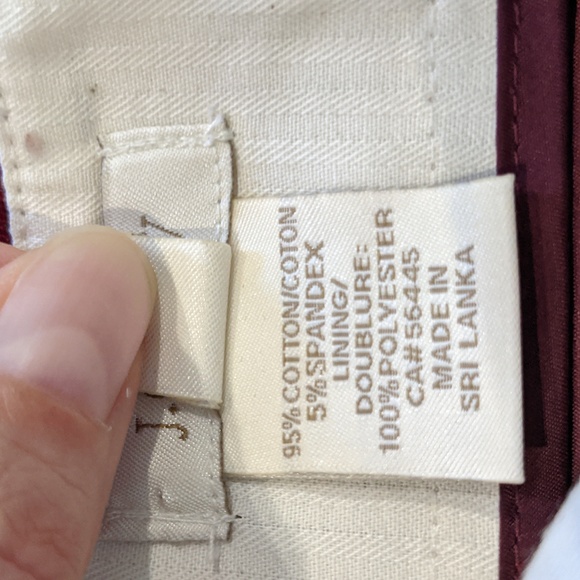 95% COTTON/COTON
5% SPANDEX
LINING/
DOUBLURE:
100% POLYESTER
CA# 56445
MADE IN
SRI LANKA
J.